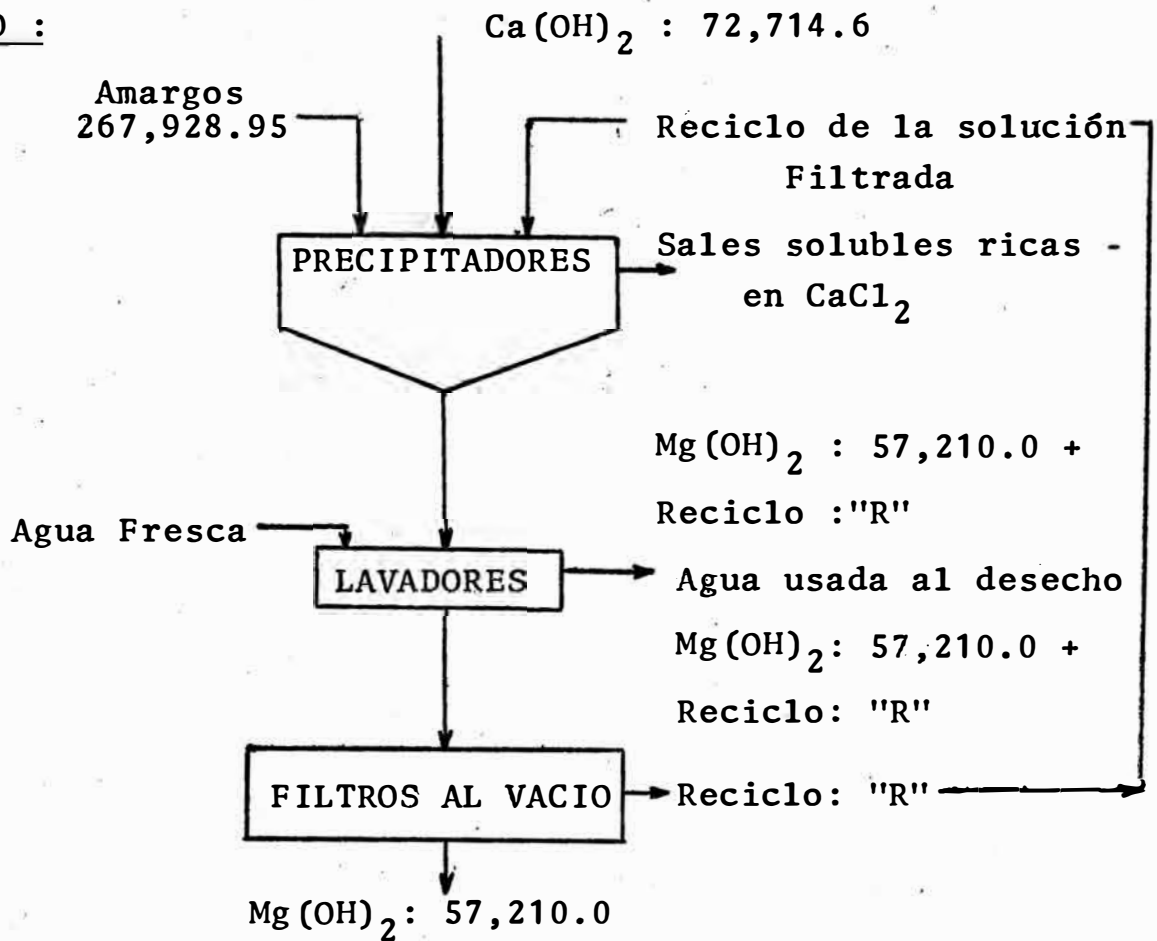 O :
Ca(OH)₂ : 72,714.6
Amargos
267,928.95
Reciclo de la solución
Filtrada
PRECIPITADORES
Sales solubles ricas -
en CaCl₂
Mg(OH)₂ : 57,210.0 +
Reciclo :"R"
Agua Fresca
LAVADORES
Agua usada al desecho
Mg(OH)₂: 57,210.0 +
Reciclo: "R"
FILTROS AL VACIO
Reciclo: "R"
Mg(OH)₂: 57,210.0